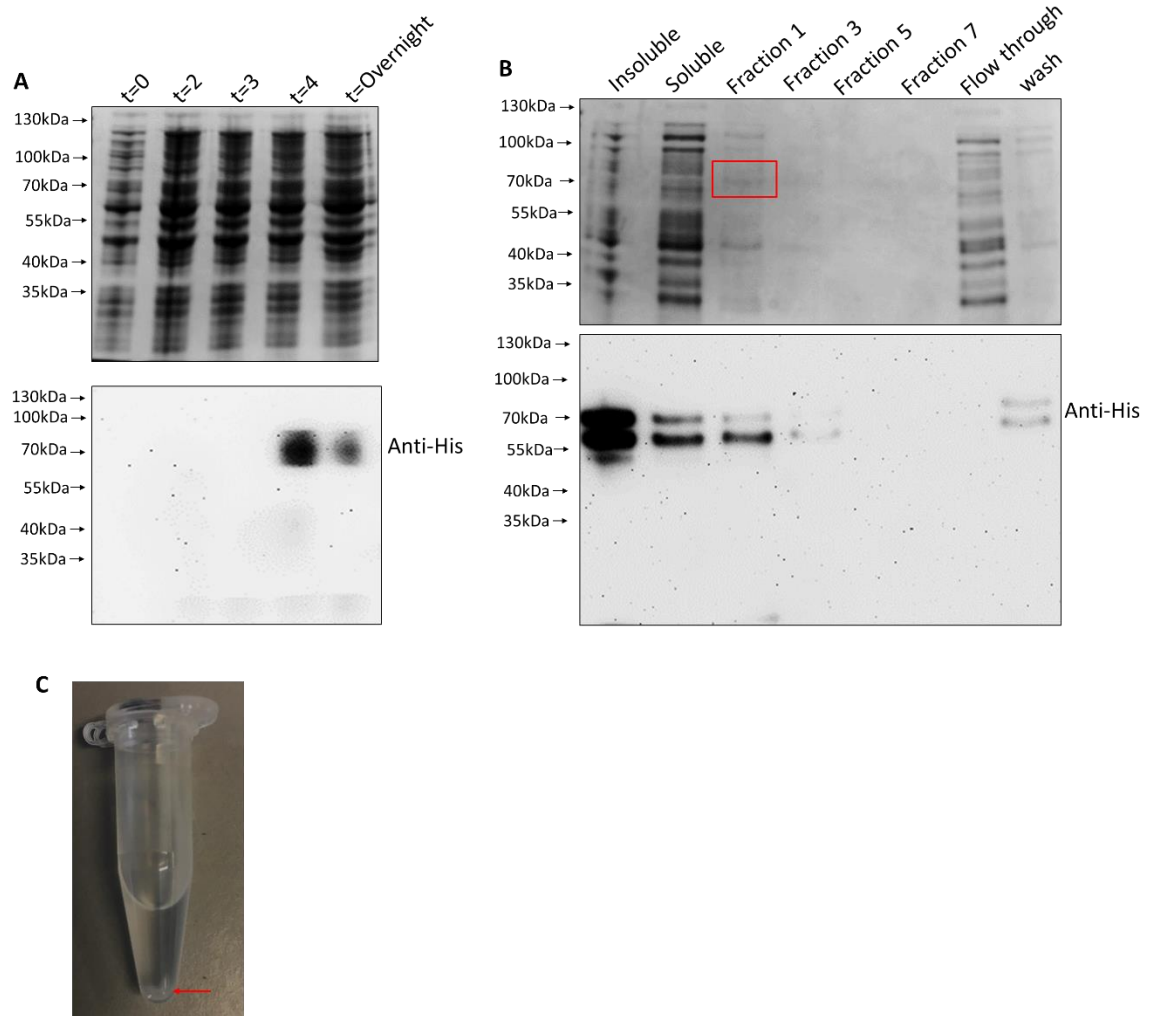 A
t=0
t=2
t=3
t=4
t=Overnight
130kDa
100kDa
70kDa
55kDa
40kDa
35kDa
130kDa
100kDa
70kDa
55kDa
40kDa
35kDa
Anti-His
B
Insoluble
Soluble
Fraction 1
Fraction 3
Fraction 5
Fraction 7
Flow through
wash
130kDa
100kDa
70kDa
55kDa
40kDa
35kDa
130kDa
100kDa
70kDa
55kDa
40kDa
35kDa
Anti-His
C